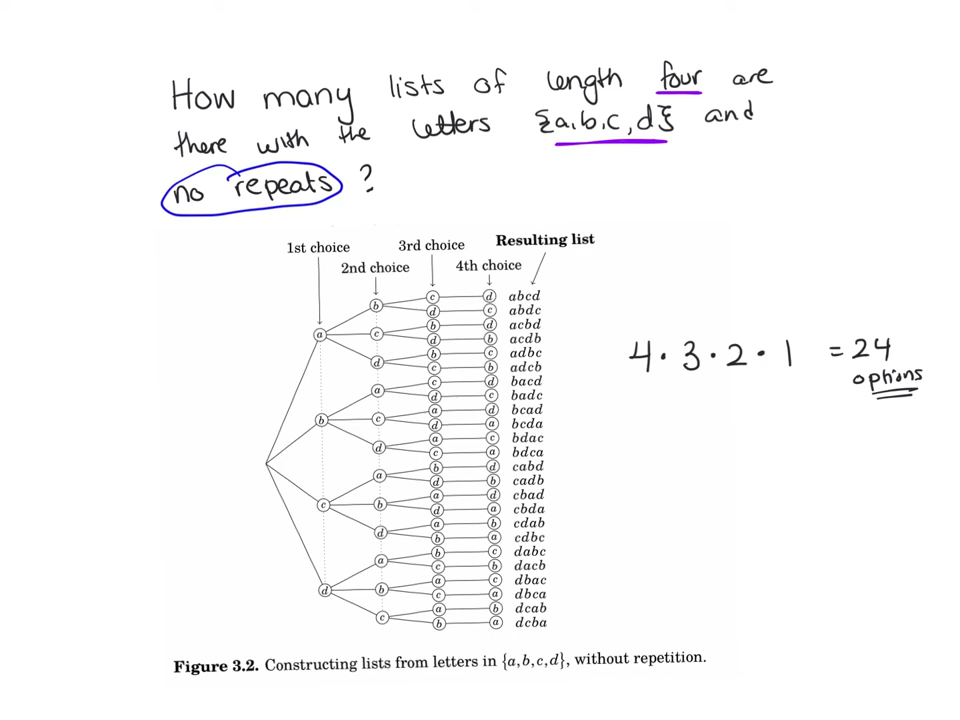 How many lists of length four are
there with the letters {a,b,c,d} and
no repeats ?
1st choice
2nd choice
3rd choice
4th choice
Resulting list
a
b
c
d
b
c
d
a
c
d
a
b
d
a
b
c
c d abcd
d c abdc
b d acbd
d b acdb
b c adbc
c b adcb
c d bacd
d c badc
a d bcad
d a bcda
a c bdac
c a bdca
b d cabd
d b cadb
a d cbad
d a cbda
a b cdab
b a cdbc
b c dabc
c b dacb
a c dbac
c a dbca
a b dcab
b a dcba
4 · 3 · 2 · 1 = 24
options
Figure 3.2. Constructing lists from letters in {a,b,c,d}, without repetition.